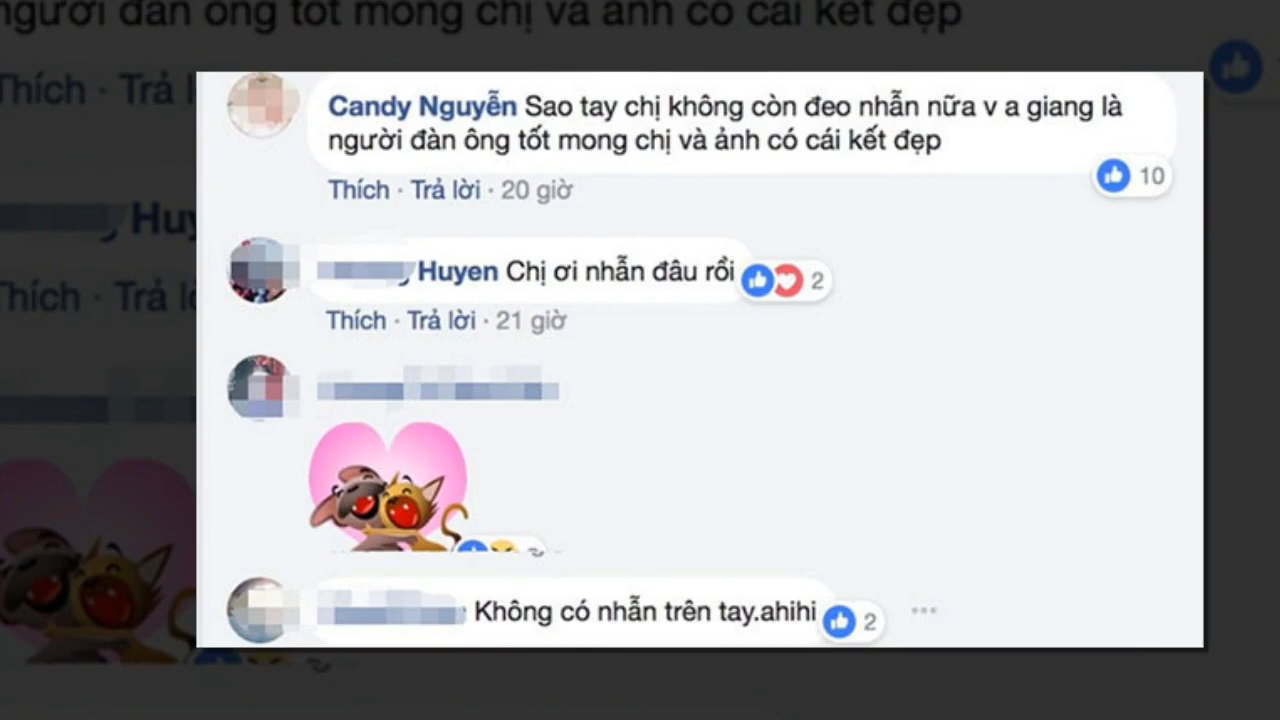 người đàn ông tốt mong chị và ảnh có cái kết đẹp
Thích · Trả l
Huy
Thích · Trả lờ
Candy Nguyễn Sao tay chị không còn đeo nhẫn nữa v a giang là
người đàn ông tốt mong chị và ảnh có cái kết đẹp
10
Thích · Trả lời · 20 giờ
Huyen Chị ơi nhẫn đâu rồi
2
Thích · Trả lời · 21 giờ
Không có nhẫn trên tay.ahihi
2